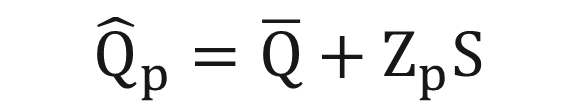 Q̂ₚ = Q̅ + ZₚS